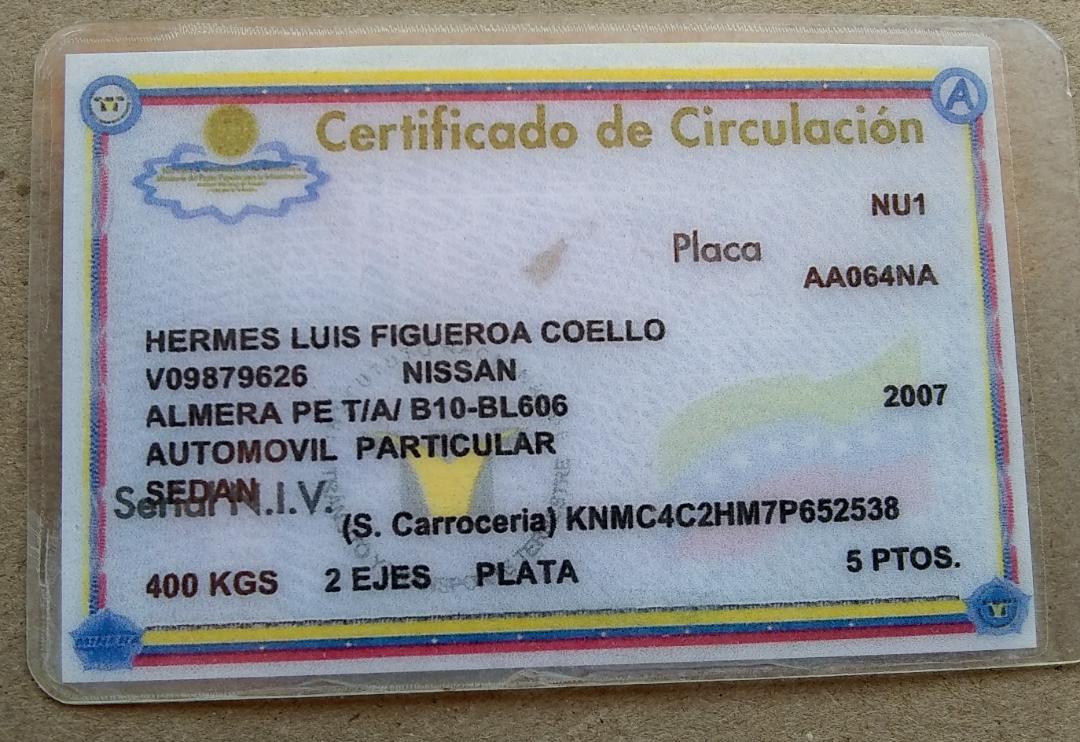 Certificado de Circulación
NU1
Placa
AA064NA
HERMES LUIS FIGUEROA COELLO
V09879626 NISSAN
ALMERA PE T/A/ B10-BL606
2007
AUTOMOVIL PARTICULAR
SEDAN
Serial N.I.V.
(S. Carroceria) KNMC4C2HM7P652538
400 KGS 2 EJES PLATA 5 PTOS.